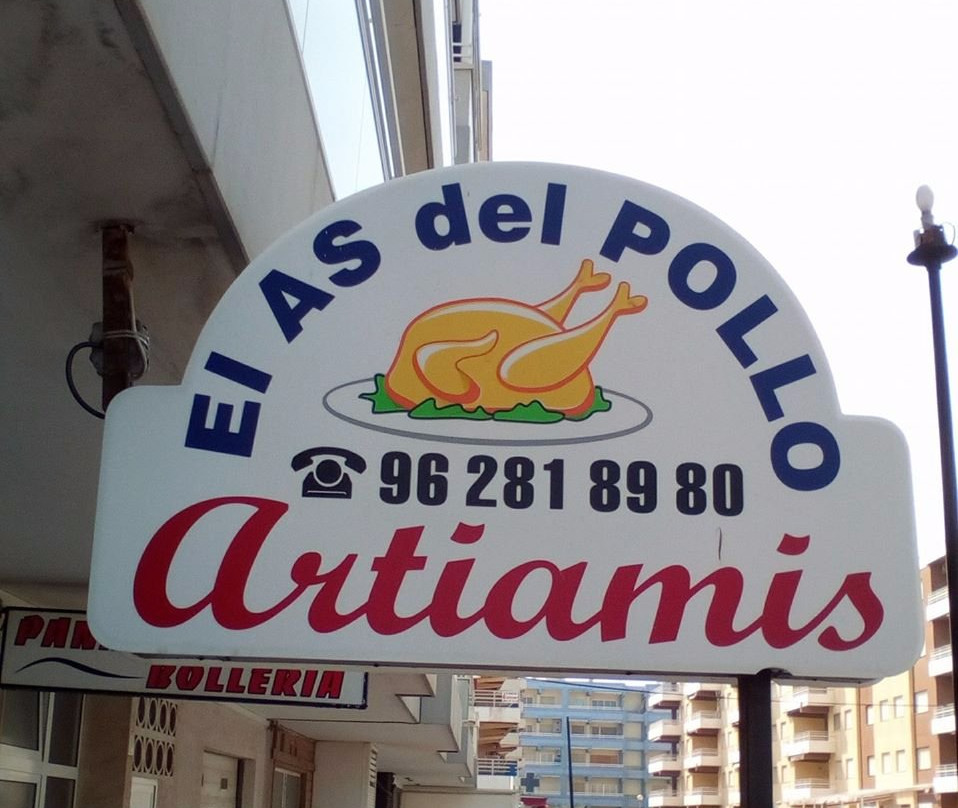 El AS del POLLO
96 281 89 80
Artiamis
BOLLERIA